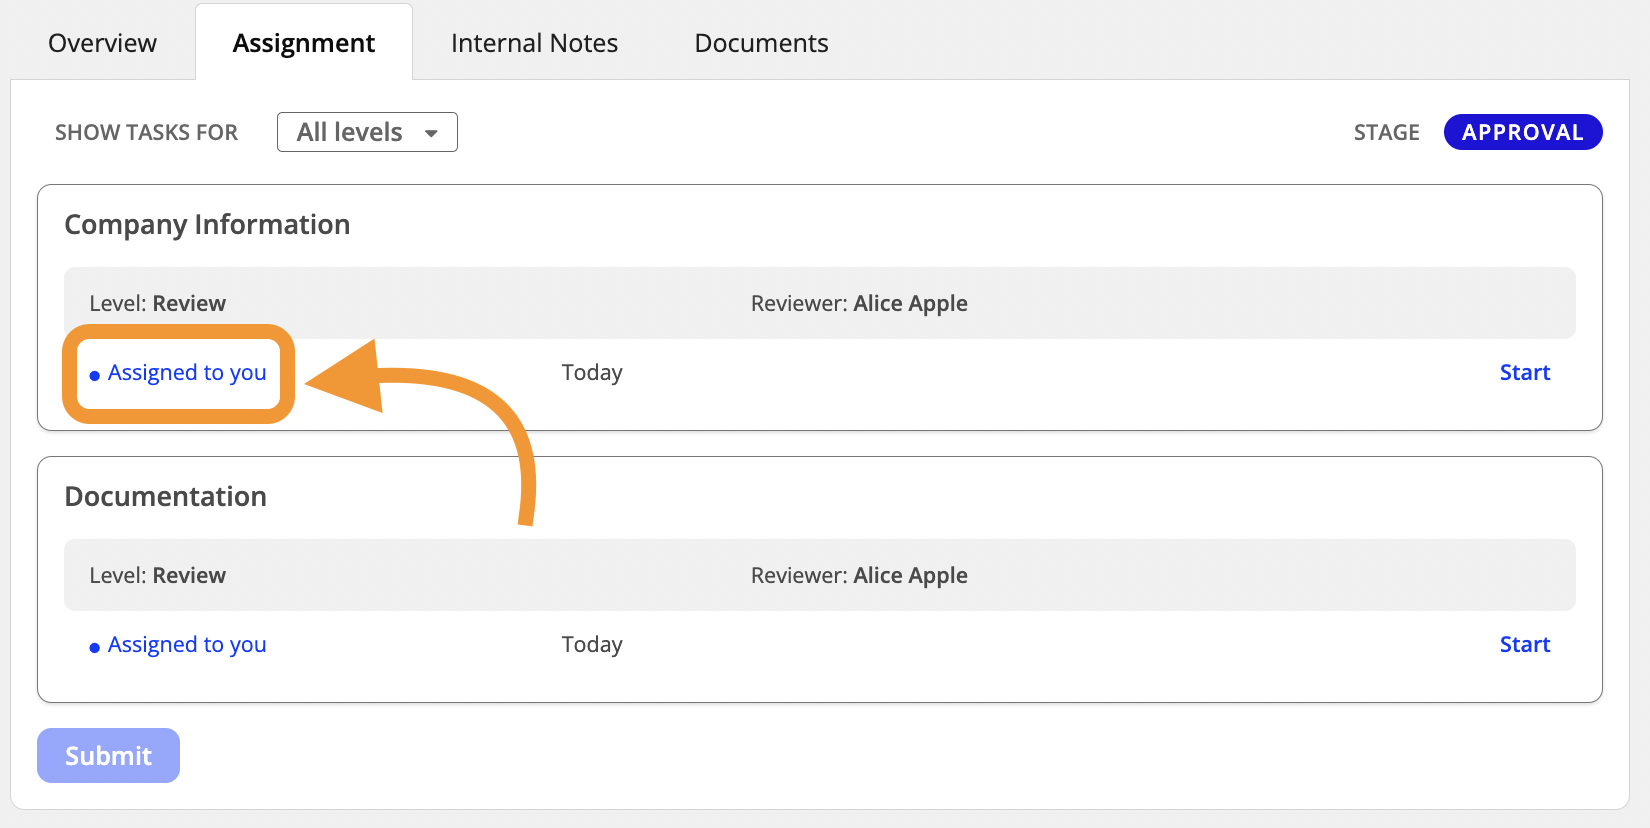 Overview Assignment Internal Notes Documents
SHOW TASKS FOR All levels STAGE APPROVAL
Company Information
Level: Review Reviewer: Alice Apple
Assigned to you Today Start
Documentation
Level: Review Reviewer: Alice Apple
Assigned to you Today Start
Submit